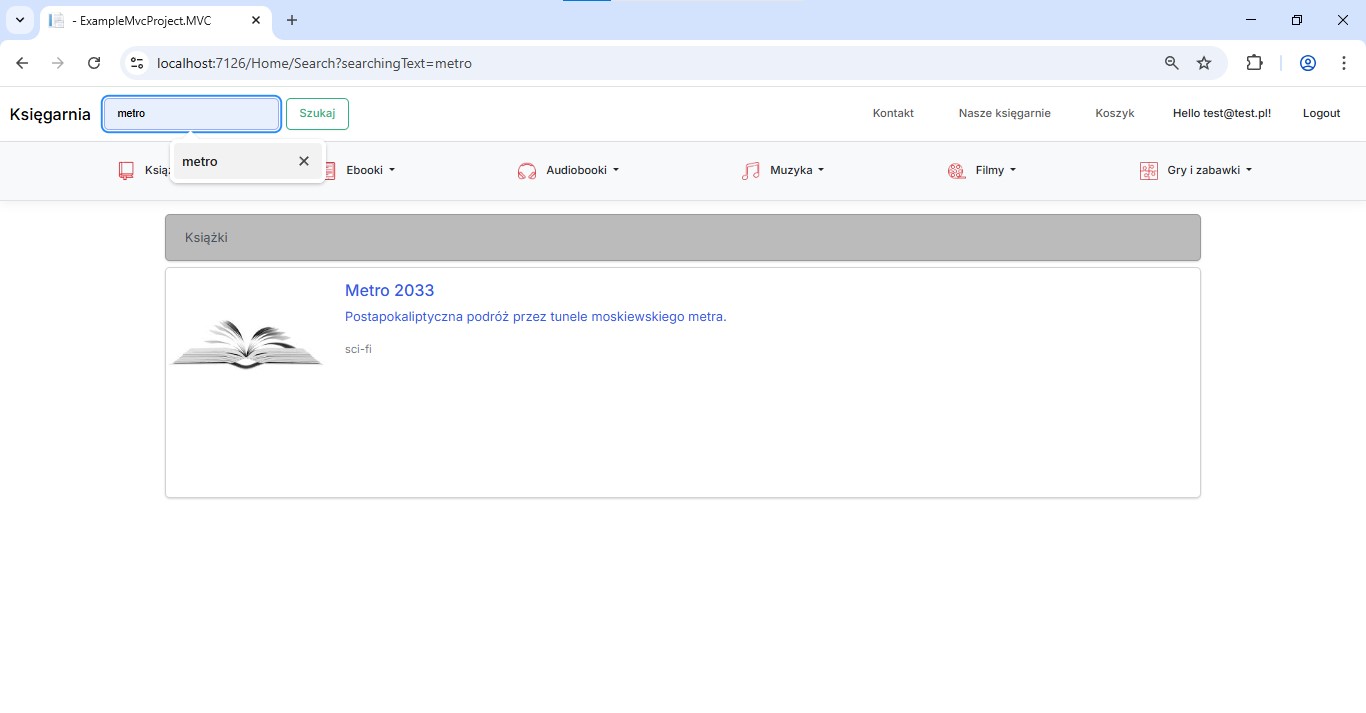 - ExampleMvcProject.MVC
localhost:7126/Home/Search?searchingText=metro
Księgarnia metro Szukaj Kontakt Nasze księgarnie Koszyk Hello test@test.pl! Logout
metro
Ebooki Audiobooki Muzyka Filmy Gry i zabawki
Książki
Metro 2033
Postapokaliptyczna podróż przez tunele moskiewskiego metra.
sci-fi